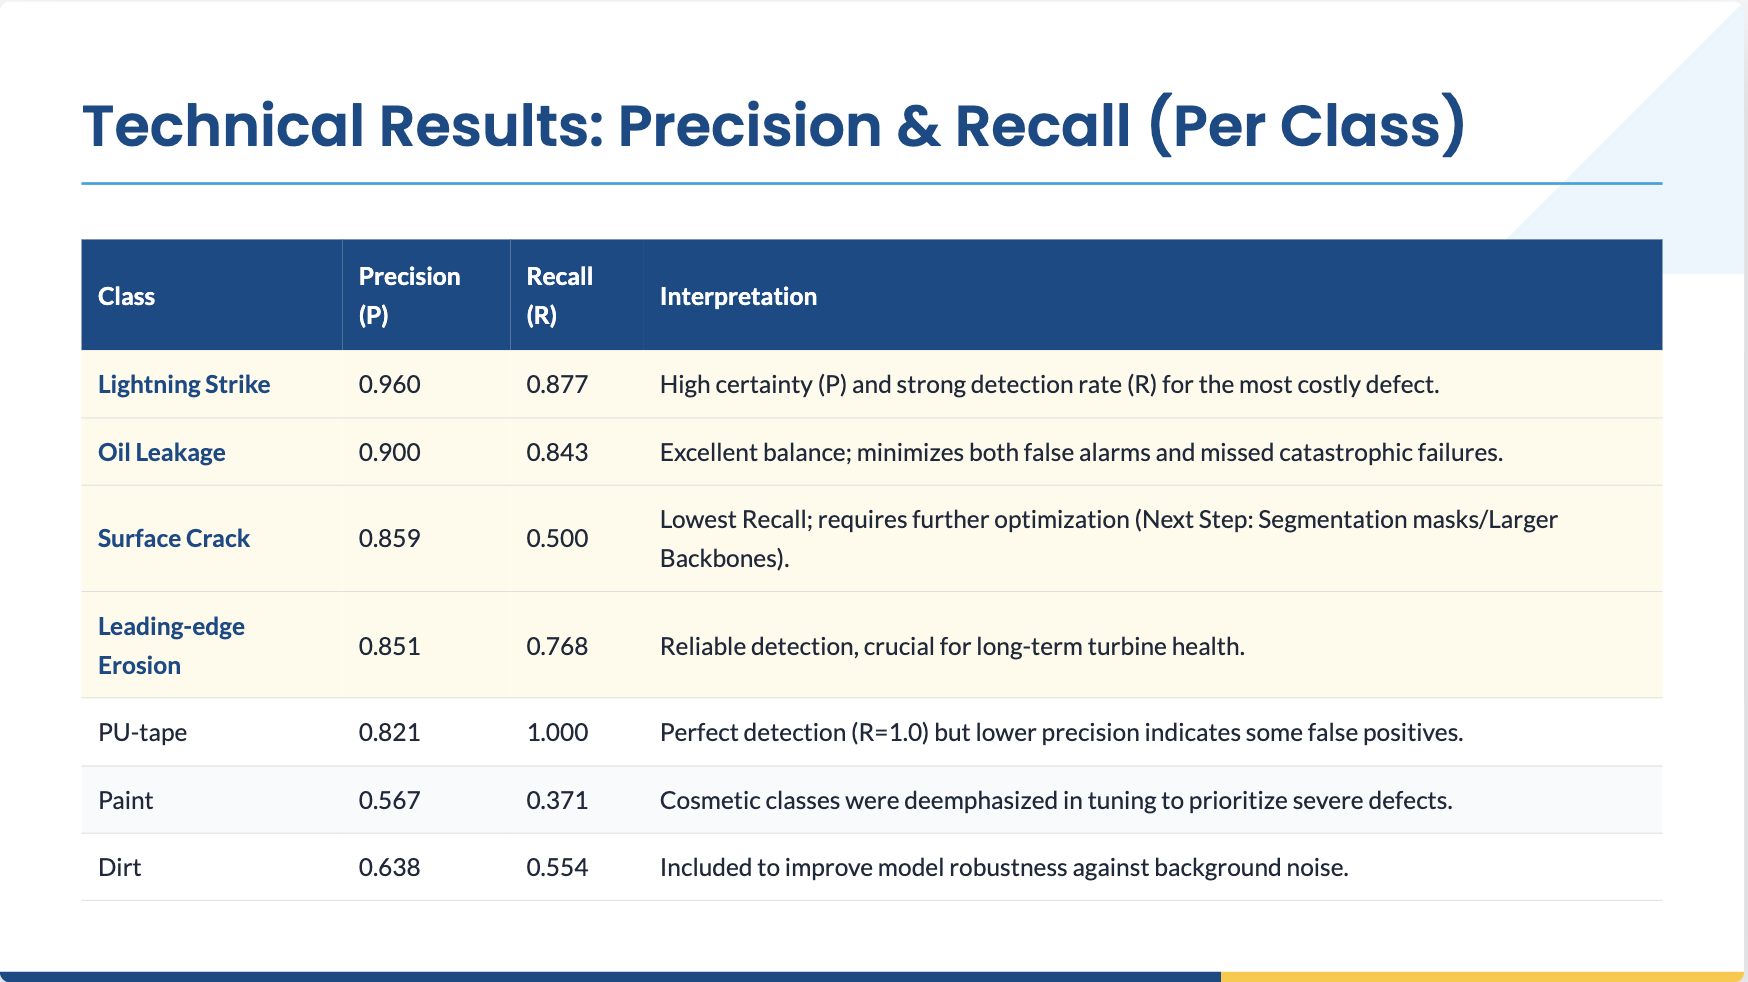 Technical Results: Precision & Recall (Per Class)
Class
Precision
(P)
Recall
(R)
Interpretation
Lightning Strike
0.960
0.877
High certainty (P) and strong detection rate (R) for the most costly defect.
Oil Leakage
0.900
0.843
Excellent balance; minimizes both false alarms and missed catastrophic failures.
Surface Crack
0.859
0.500
Lowest Recall; requires further optimization (Next Step: Segmentation masks/Larger
Backbones).
Leading-edge
Erosion
0.851
0.768
Reliable detection, crucial for long-term turbine health.
PU-tape
0.821
1.000
Perfect detection (R=1.0) but lower precision indicates some false positives.
Paint
0.567
0.371
Cosmetic classes were deemphasized in tuning to prioritize severe defects.
Dirt
0.638
0.554
Included to improve model robustness against background noise.